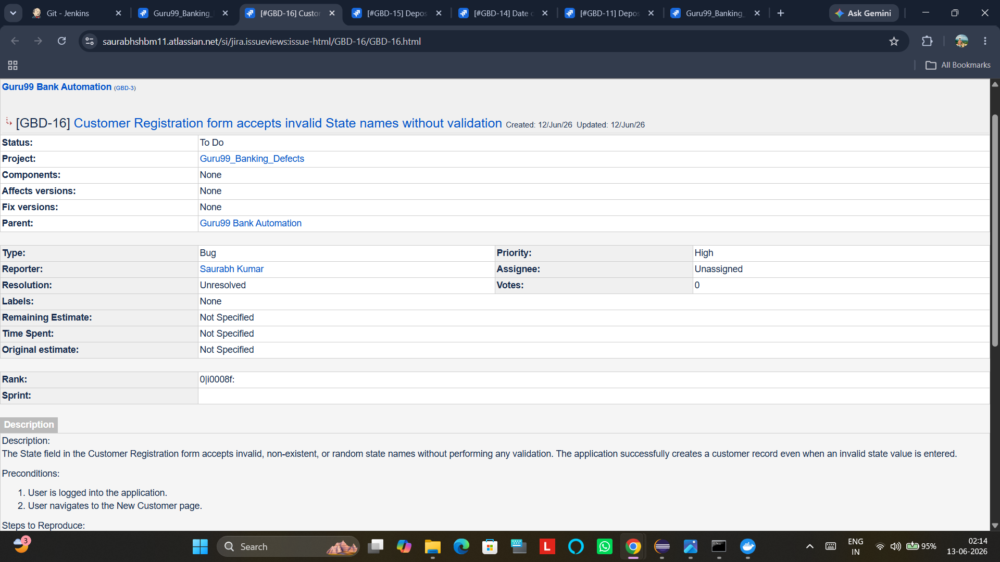 Git - Jenkins
Guru99_Banking_
[#GBD-16] Custo
[#GBD-15] Depos
[#GBD-14] Date o
[#GBD-11] Depos
Guru99_Banking_
Ask Gemini
saurabhshbm11.atlassian.net/si/jira.issueviews:issue-html/GBD-16/GBD-16.html
All Bookmarks
Guru99 Bank Automation (GBD-3)
[GBD-16] Customer Registration form accepts invalid State names without validation Created: 12/Jun/26 Updated: 12/Jun/26
Status: To Do
Project: Guru99_Banking_Defects
Components: None
Affects versions: None
Fix versions: None
Parent: Guru99 Bank Automation
Type: Bug Priority: High
Reporter: Saurabh Kumar Assignee: Unassigned
Resolution: Unresolved Votes: 0
Labels: None
Remaining Estimate: Not Specified
Time Spent: Not Specified
Original estimate: Not Specified
Rank: 0|i0008f:
Sprint:
Description
Description:
The State field in the Customer Registration form accepts invalid, non-existent, or random state names without performing any validation. The application successfully creates a customer record even when an invalid state value is entered.
Preconditions:
1. User is logged into the application.
2. User navigates to the New Customer page.
Steps to Reproduce:
3
Search
L
ENG
IN
95%
02:14
13-06-2026